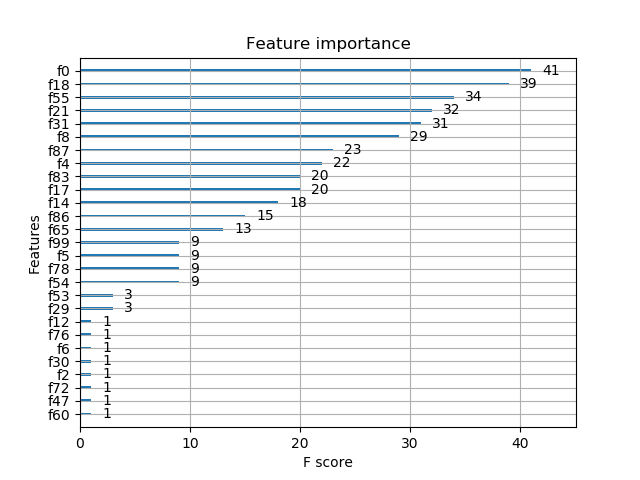 Feature importance
f0 41
f18 39
f55 34
f21 32
f31 31
f8 29
f87 23
f4 22
f83 20
f17 20
f14 18
f86 15
f65 13
f99 9
f5 9
f78 9
f54 9
f53 3
f29 3
f12 1
f76 1
f6 1
f30 1
f2 1
f72 1
f47 1
f60 1
Features
0 10 20 30 40
F score